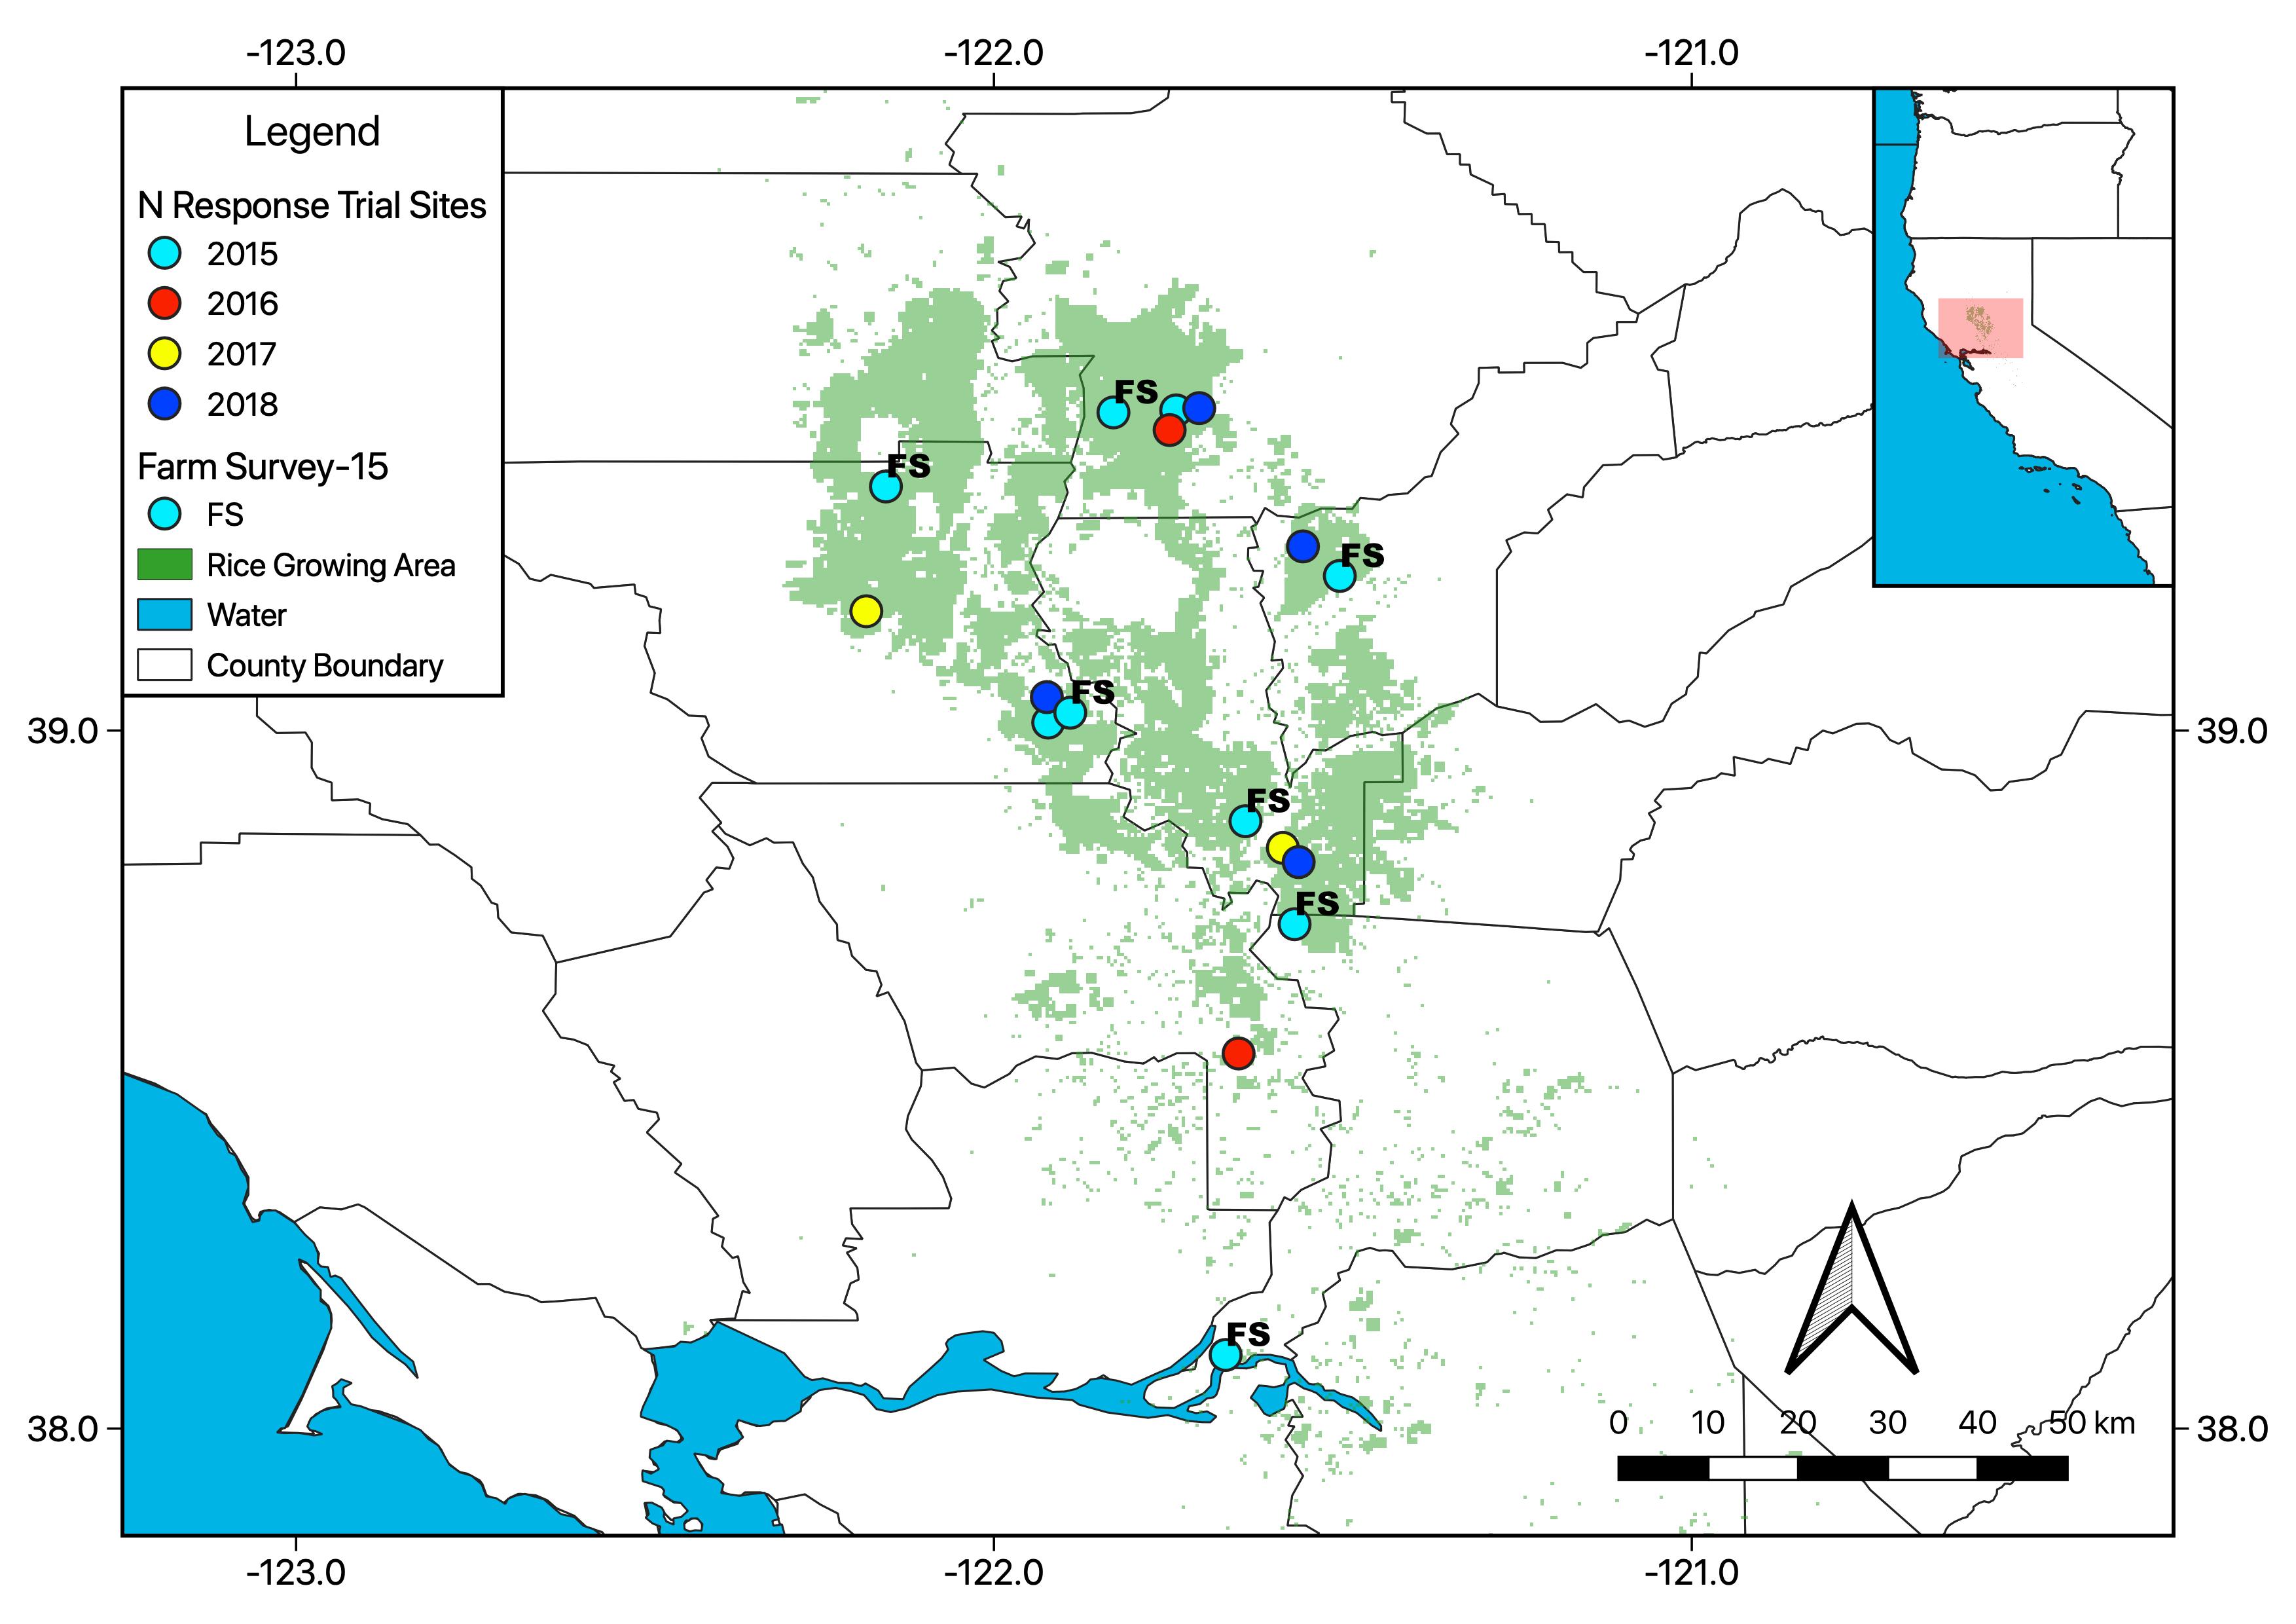 -123.0 -122.0 -121.0
Legend
N Response Trial Sites
2015
2016
2017
2018
Farm Survey-15
FS
Rice Growing Area
Water
County Boundary
FS
FS
FS
FS
39.0 39.0
FS
FS
FS
38.0 38.0
0 10 20 30 40 50 km
-123.0 -122.0 -121.0